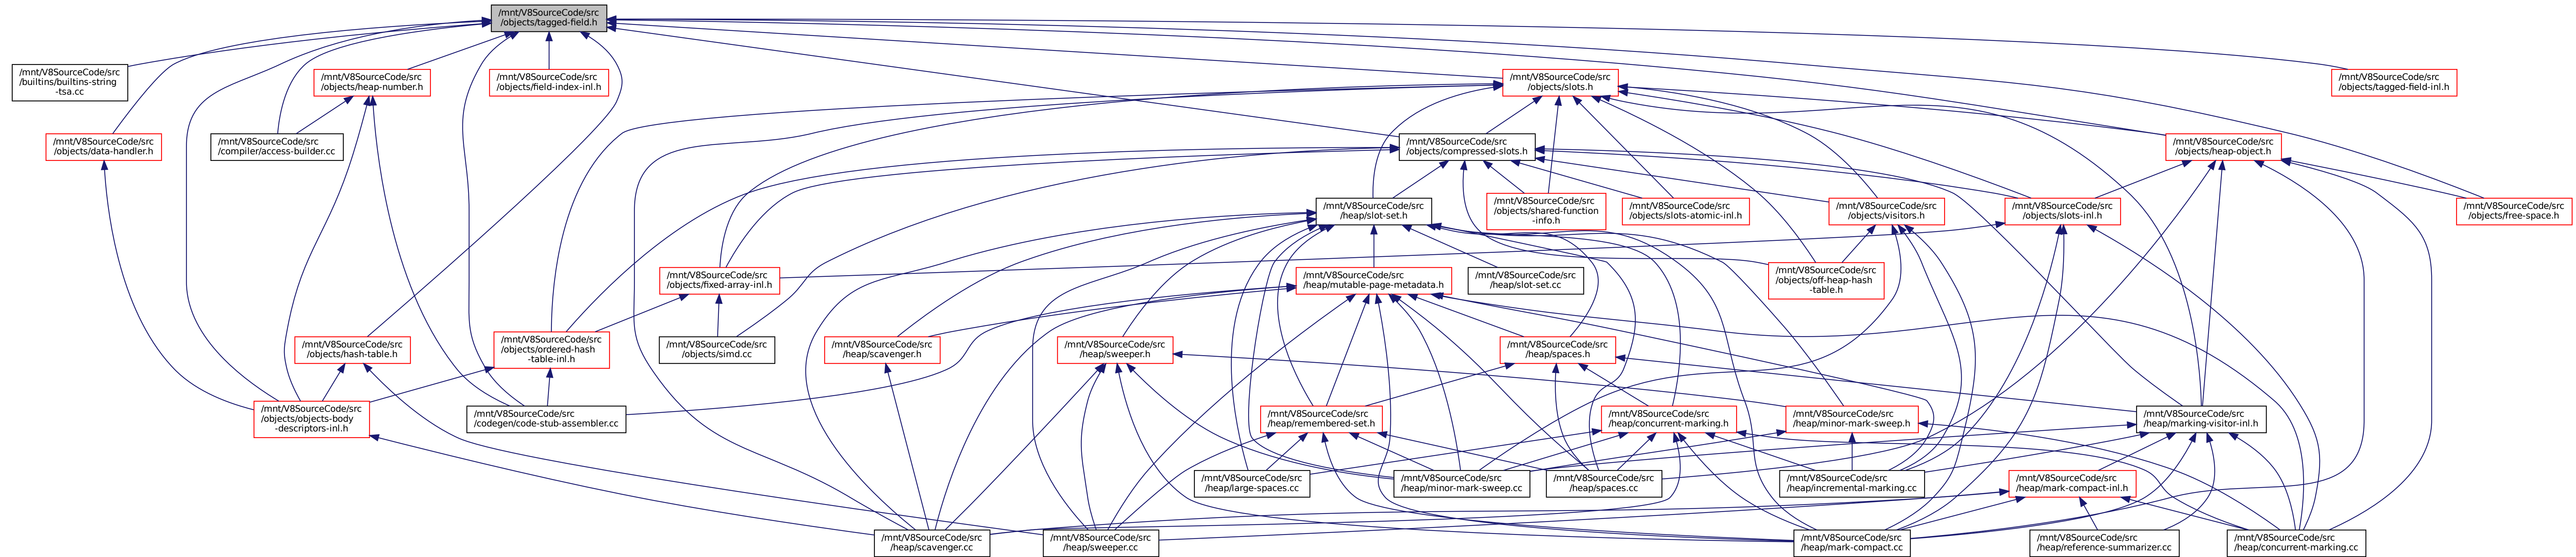 /mnt/V8SourceCode/src
/objects/tagged-field.h
/mnt/V8SourceCode/src
/builtins/builtins-string
-tsa.cc
/mnt/V8SourceCode/src
/objects/heap-number.h
/mnt/V8SourceCode/src
/objects/field-index-inl.h
/mnt/V8SourceCode/src
/objects/slots.h
/mnt/V8SourceCode/src
/objects/tagged-field-inl.h
/mnt/V8SourceCode/src
/objects/data-handler.h
/mnt/V8SourceCode/src
/compiler/access-builder.cc
/mnt/V8SourceCode/src
/objects/compressed-slots.h
/mnt/V8SourceCode/src
/objects/heap-object.h
/mnt/V8SourceCode/src
/heap/slot-set.h
/mnt/V8SourceCode/src
/objects/shared-function
-info.h
/mnt/V8SourceCode/src
/objects/slots-atomic-inl.h
/mnt/V8SourceCode/src
/objects/visitors.h
/mnt/V8SourceCode/src
/objects/slots-inl.h
/mnt/V8SourceCode/src
/objects/free-space.h
/mnt/V8SourceCode/src
/objects/fixed-array-inl.h
/mnt/V8SourceCode/src
/heap/mutable-page-metadata.h
/mnt/V8SourceCode/src
/heap/slot-set.cc
/mnt/V8SourceCode/src
/objects/off-heap-hash
-table.h
/mnt/V8SourceCode/src
/objects/hash-table.h
/mnt/V8SourceCode/src
/objects/ordered-hash
-table-inl.h
/mnt/V8SourceCode/src
/objects/simd.cc
/mnt/V8SourceCode/src
/heap/scavenger.h
/mnt/V8SourceCode/src
/heap/sweeper.h
/mnt/V8SourceCode/src
/heap/spaces.h
/mnt/V8SourceCode/src
/objects/objects-body
-descriptors-inl.h
/mnt/V8SourceCode/src
/codegen/code-stub-assembler.cc
/mnt/V8SourceCode/src
/heap/remembered-set.h
/mnt/V8SourceCode/src
/heap/concurrent-marking.h
/mnt/V8SourceCode/src
/heap/minor-mark-sweep.h
/mnt/V8SourceCode/src
/heap/marking-visitor-inl.h
/mnt/V8SourceCode/src
/heap/large-spaces.cc
/mnt/V8SourceCode/src
/heap/minor-mark-sweep.cc
/mnt/V8SourceCode/src
/heap/spaces.cc
/mnt/V8SourceCode/src
/heap/incremental-marking.cc
/mnt/V8SourceCode/src
/heap/mark-compact-inl.h
/mnt/V8SourceCode/src
/heap/scavenger.cc
/mnt/V8SourceCode/src
/heap/sweeper.cc
/mnt/V8SourceCode/src
/heap/mark-compact.cc
/mnt/V8SourceCode/src
/heap/reference-summarizer.cc
/mnt/V8SourceCode/src
/heap/concurrent-marking.cc